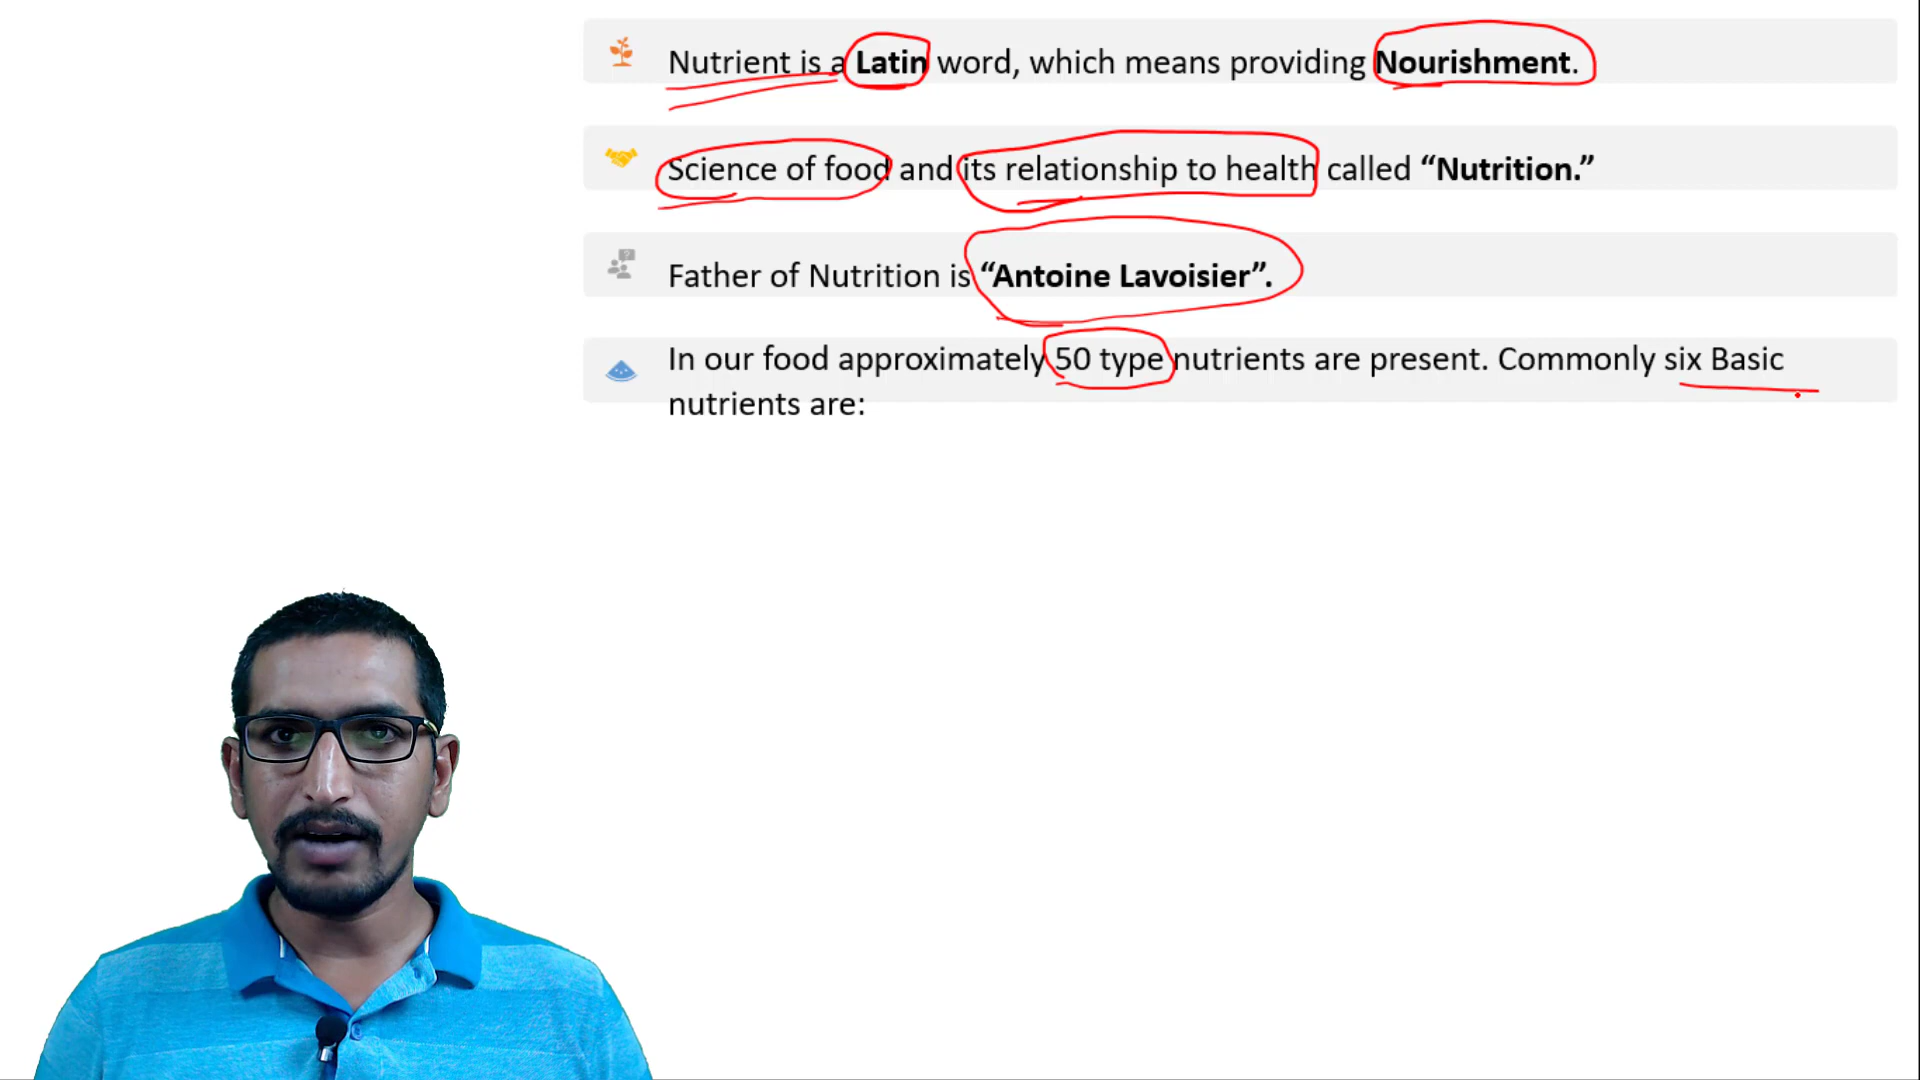 Nutrient is a Latin word, which means providing Nourishment.
Science of food and its relationship to health called “Nutrition.”
Father of Nutrition is “Antoine Lavoisier”.
In our food approximately 50 type nutrients are present. Commonly six Basic
nutrients are: